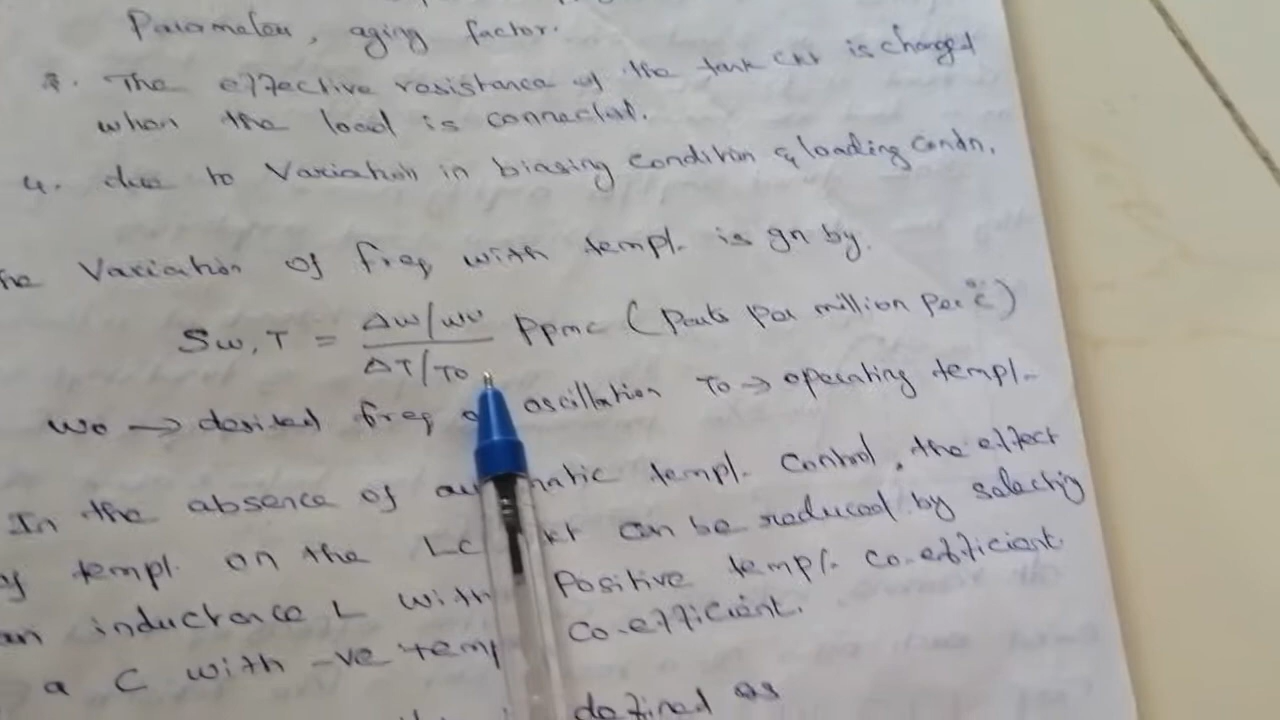 Parameter, aging factor.
3. The effective resistance of the tank ckt is changed
when the load is connected.
4. due to Variation in biasing Condition & loading Condn.
The Variation of freq with templ. is gn by.
Sω,T = Δω/ω0 / ΔT/T0 PPmc (Parts Per million Per °C)
ω0 → desired freq oscillation T0 → operating templ.
In the absence of automatic templ. Control, the effect
of templ. on the LC ckt can be reduced by selecting
an inductance L with Positive templ. Co-efficient
a C with -ve temp Co-efficient.
defined as